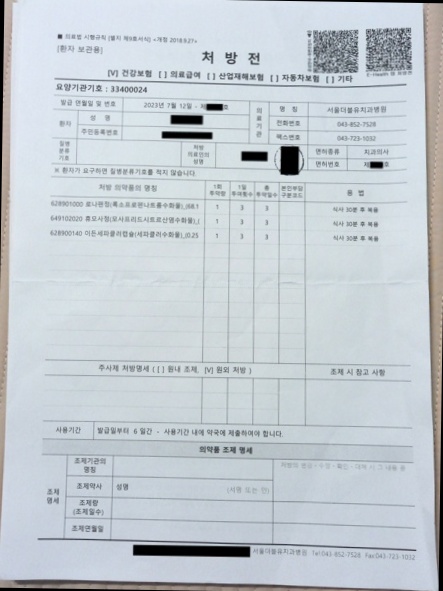 ■ 의료법 시행규칙 [별지 제9호서식] <개정 2018.9.27>
[환자 보관용]
처 방 전
E-Health
[V] 건강보험 [ ] 의료급여 [ ] 산업재해보험 [ ] 자동차보험 [ ] 기타
요양기관기호 : 33400024
발급 연월일 및 번호 2023년 7월 12일 - 제 호
의료기관 명 칭 서울더블유치과병원
전화번호 043-852-7528
팩스번호 043-723-1032
환자 성 명
주민등록번호
질병분류기호
처방의료인의성명
면허종류 치과의사
면허번호 제 호
※ 환자가 요구하면 질병분류기호를 적지 않습니다.
처방 의약품의 명칭 1회투약량 1일투여횟수 총투약일수 본인부담구분코드 용 법
628901000 로나펜정(록소프로펜나트륨수화물)_(68.1 1 3 3 식사 30분 후 복용
649102020 휴모사정(모사프리드시트르산염수화물)_( 1 3 3 식사 30분 후 복용
628900140 이든세파클러캡슐(세파클러수화물)_(0.25 1 3 3 식사 30분 후 복용
주사제 처방명세 ( [ ] 원내 조제, [V] 원외 처방 ) 조제 시 참고 사항
사용기간 발급일부터 6 일간 - 사용기간 내에 약국에 제출하여야 합니다.
의약품 조제 명세
조제명세
조제기관의 명칭
처방의 변경ㆍ수정ㆍ확인ㆍ대체 시 그 내용 등
조제약사 성명 (서명 또는 인)
조제량(조제일수)
조제연월일
서울더블유치과병원 Tel:043-852-7528 Fax:043-723-1032